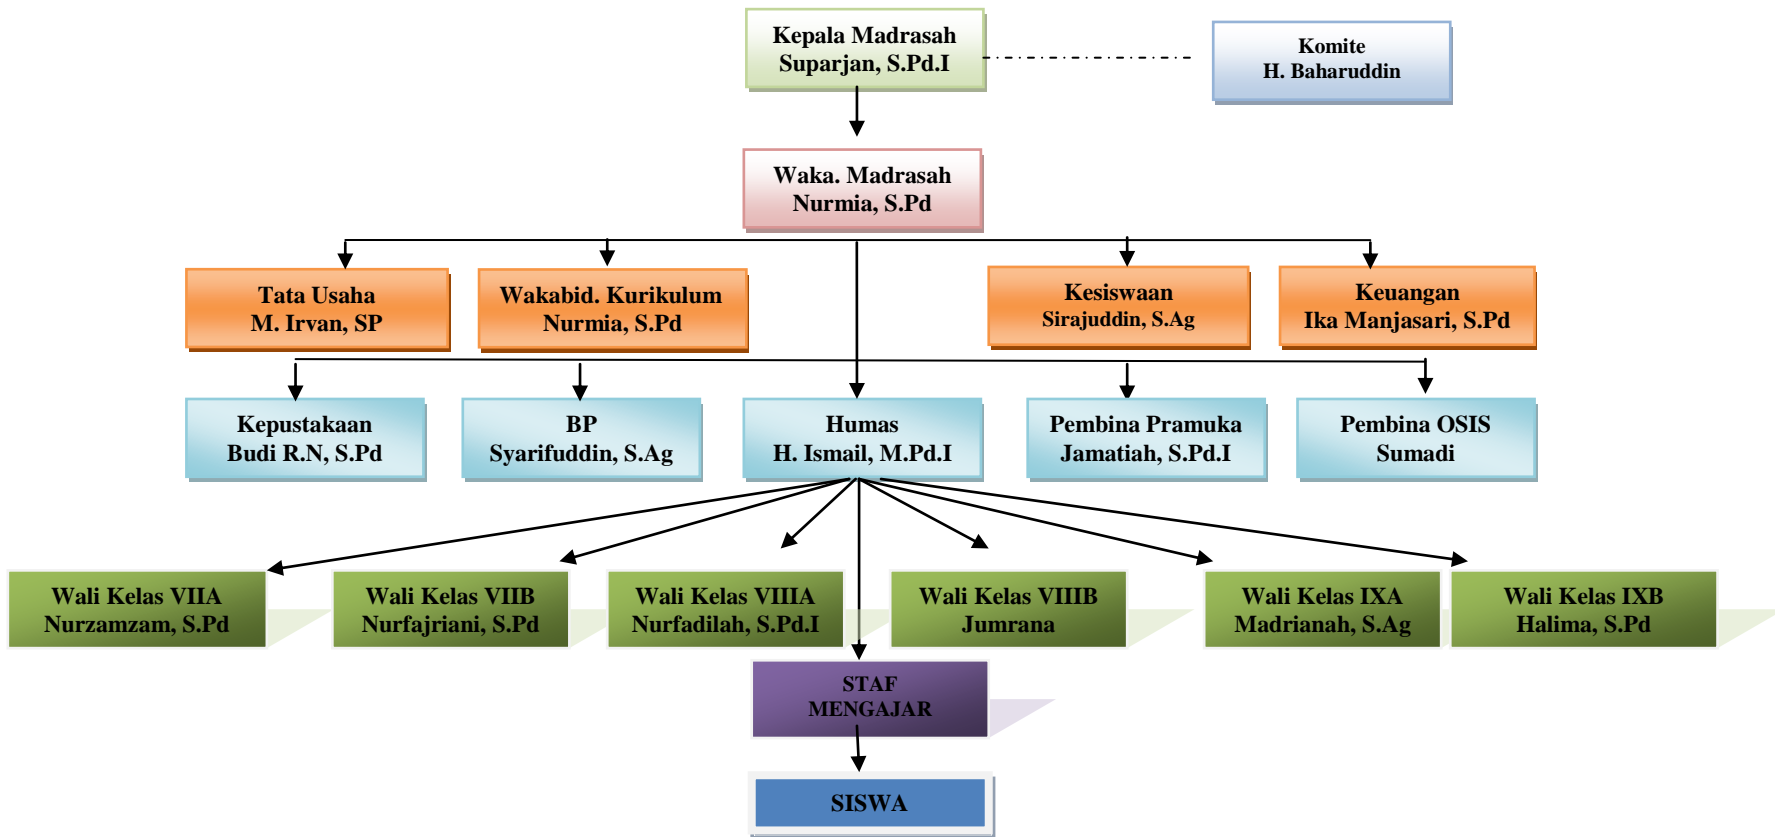 Kepala Madrasah
Suparjan, S.Pd.I
Komite
H. Baharuddin
Waka. Madrasah
Nurmia, S.Pd
Tata Usaha
M. Irvan, SP
Wakabid. Kurikulum
Nurmia, S.Pd
Kesiswaan
Sirajuddin, S.Ag
Keuangan
Ika Manjasari, S.Pd
Kepustakaan
Budi R.N, S.Pd
BP
Syarifuddin, S.Ag
Humas
H. Ismail, M.Pd.I
Pembina Pramuka
Jamatiah, S.Pd.I
Pembina OSIS
Sumadi
Wali Kelas VIIA
Nurzamzam, S.Pd
Wali Kelas VIIB
Nurfajriani, S.Pd
Wali Kelas VIIIA
Nurfadilah, S.Pd.I
Wali Kelas VIIIB
Jumrana
Wali Kelas IXA
Madrianah, S.Ag
Wali Kelas IXB
Halima, S.Pd
STAF
MENGAJAR
SISWA